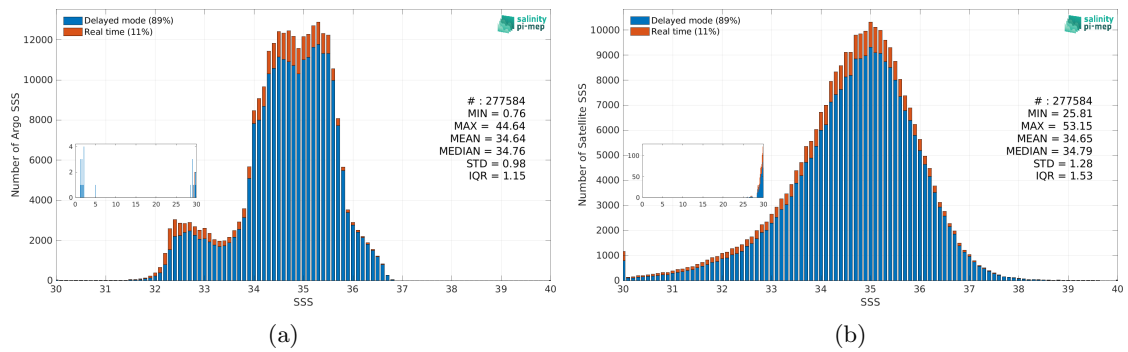 Delayed mode (89%)
Real time (11%)
salinity
pi-mep
12000
10000
8000
6000
4000
2000
0
Number of Argo SSS
# : 277584
MIN = 0.76
MAX = 44.64
MEAN = 34.64
MEDIAN = 34.76
STD = 0.98
IQR = 1.15
4
2
0
0 5 10 15 20 25 30
30 31 32 33 34 35 36 37 38 39 40
SSS
(a)
Delayed mode (89%)
Real time (11%)
salinity
pi-mep
10000
9000
8000
7000
6000
5000
4000
3000
2000
1000
0
Number of Satellite SSS
# : 277584
MIN = 25.81
MAX = 53.15
MEAN = 34.65
MEDIAN = 34.79
STD = 1.28
IQR = 1.53
100
50
0
0 5 10 15 20 25 30
30 31 32 33 34 35 36 37 38 39 40
SSS
(b)